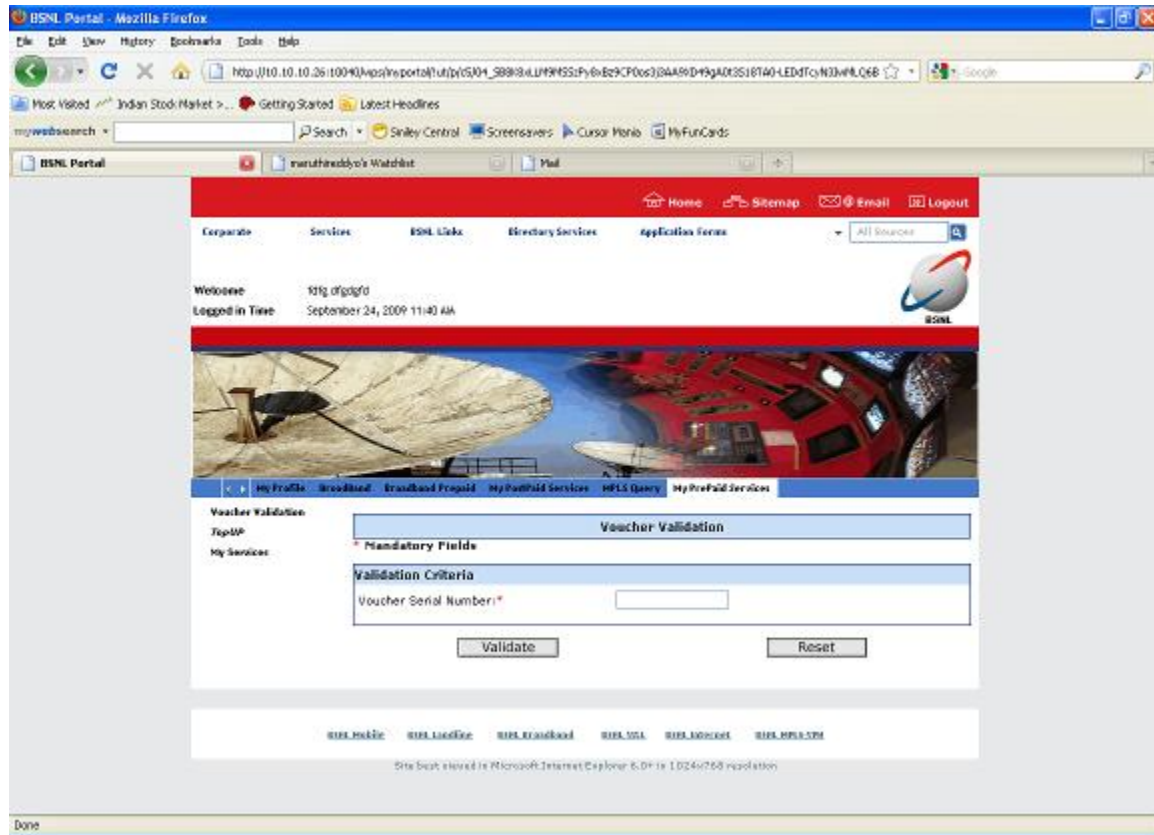 BSNL Portal - Mozilla Firefox
File Edit View History Bookmarks Tools Help
Google
Most Visited Indian Stock Market >... Getting Started Latest Headlines
mywebsearch Search Smiley Central Screensavers Cursor Mania MyFunCards
BSNL Portal maruthireddyo's Watchlist Mail
Home Sitemap @ Email Logout
Corporate Services BSNL Links Directory Services Application Forms All Sources
Welcome
Logged in Time September 24, 2009 11:40 AM
BSNL
My Profile Broadband Broadband Prepaid My PostPaid Services MPLS Query My PrePaid Services
Voucher Validation
TopUP
My Services
Voucher Validation
* Mandatory Fields
Validation Criteria
Voucher Serial Number:*
Validate Reset
BSNL Mobile BSNL Landline BSNL Broadband BSNL BSNL Internet BSNL MPLS VPN
Site best viewed in Microsoft Internet Explorer 6.0+ in 1024x768 resolution
Done